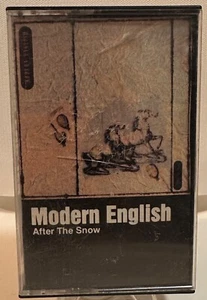 Modern English
After The Snow